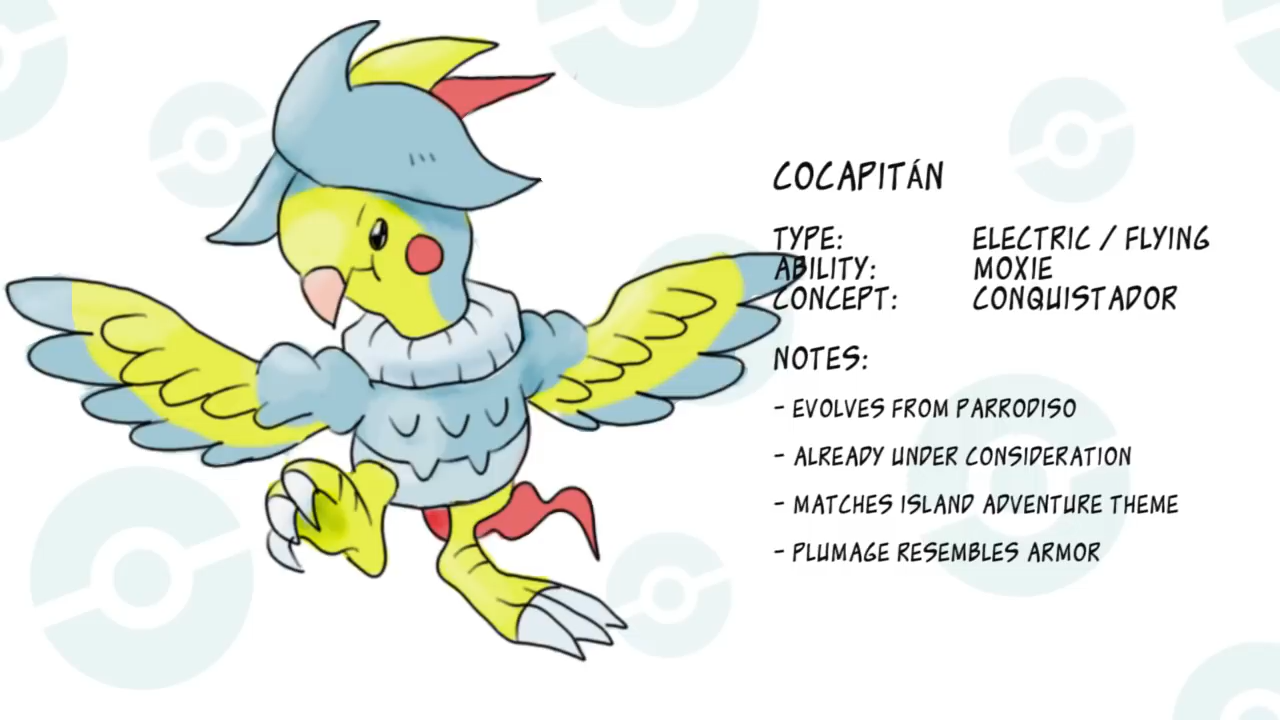 COCAPITÁN
TYPE: ELECTRIC / FLYING
ABILITY: MOXIE
CONCEPT: CONQUISTADOR
NOTES:
- EVOLVES FROM PARRODISO
- ALREADY UNDER CONSIDERATION
- MATCHES ISLAND ADVENTURE THEME
- PLUMAGE RESEMBLES ARMOR